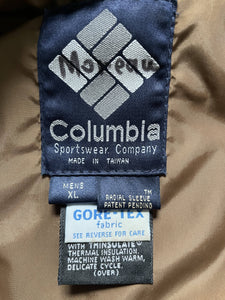 Moreau
Columbia
Sportswear Company
MADE IN TAIWAN
MENS
XL
TM
RADIAL SLEEVE
PATENT PENDING
GORE-TEX
fabric
SEE REVERSE FOR CARE
WITH THINSULATE
THERMAL INSULATION.
MACHINE WASH WARM,
DELICATE CYCLE.
(OVER)